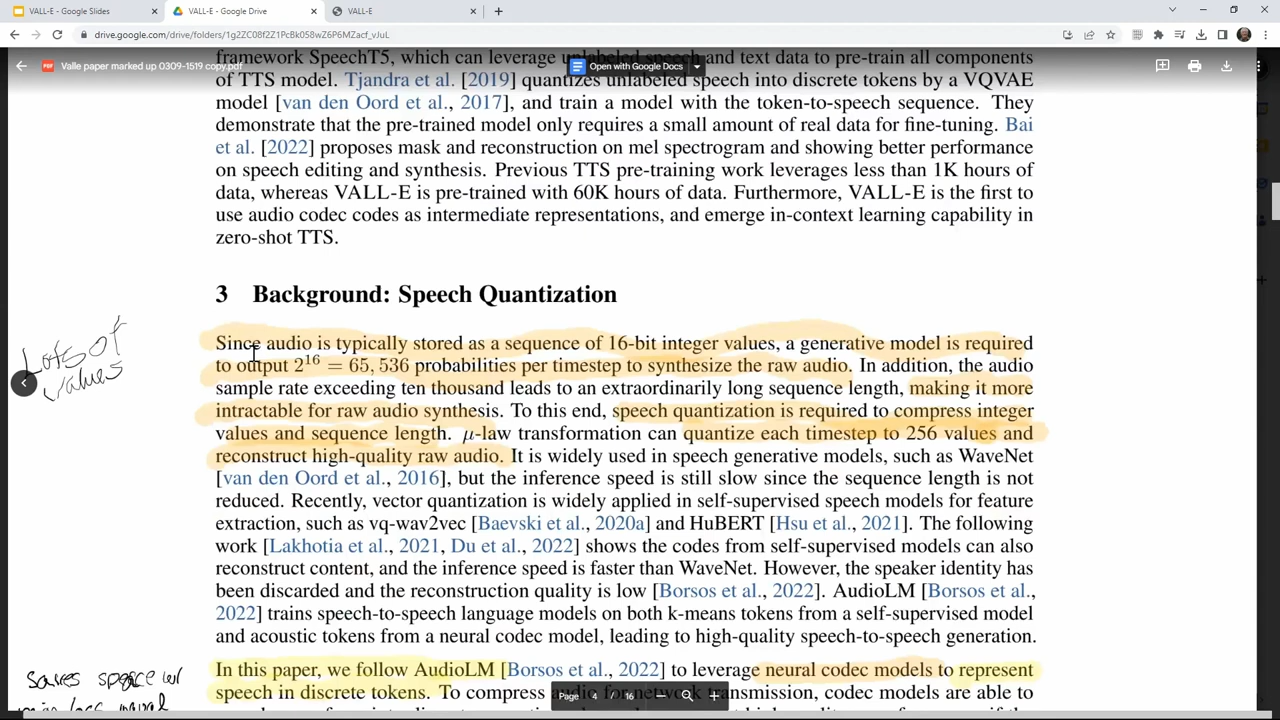 VALL-E - Google Slides
VALL-E - Google Drive
VALL-E
drive.google.com/drive/folders/1g2ZC08f2Z1PcBk058wZ6P6MZacf_vJuL
framework SpeechT5, which can leverage unlabeled speech and text data to pre-train all components
PDF Valle paper marked up 0309-1519 copy.pdf
Open with Google Docs
of TTS model. Tjandra et al. [2019] quantizes unlabeled speech into discrete tokens by a VQVAE
model [van den Oord et al., 2017], and train a model with the token-to-speech sequence. They
demonstrate that the pre-trained model only requires a small amount of real data for fine-tuning. Bai
et al. [2022] proposes mask and reconstruction on mel spectrogram and showing better performance
on speech editing and synthesis. Previous TTS pre-training work leverages less than 1K hours of
data, whereas VALL-E is pre-trained with 60K hours of data. Furthermore, VALL-E is the first to
use audio codec codes as intermediate representations, and emerge in-context learning capability in
zero-shot TTS.
3 Background: Speech Quantization
Lots of
values
Since audio is typically stored as a sequence of 16-bit integer values, a generative model is required
to output 2^16 = 65, 536 probabilities per timestep to synthesize the raw audio. In addition, the audio
sample rate exceeding ten thousand leads to an extraordinarily long sequence length, making it more
intractable for raw audio synthesis. To this end, speech quantization is required to compress integer
values and sequence length. μ-law transformation can quantize each timestep to 256 values and
reconstruct high-quality raw audio. It is widely used in speech generative models, such as WaveNet
[van den Oord et al., 2016], but the inference speed is still slow since the sequence length is not
reduced. Recently, vector quantization is widely applied in self-supervised speech models for feature
extraction, such as vq-wav2vec [Baevski et al., 2020a] and HuBERT [Hsu et al., 2021]. The following
work [Lakhotia et al., 2021, Du et al., 2022] shows the codes from self-supervised models can also
reconstruct content, and the inference speed is faster than WaveNet. However, the speaker identity has
been discarded and the reconstruction quality is low [Borsos et al., 2022]. AudioLM [Borsos et al.,
2022] trains speech-to-speech language models on both k-means tokens from a self-supervised model
and acoustic tokens from a neural codec model, leading to high-quality speech-to-speech generation.
saves space w/
In this paper, we follow AudioLM [Borsos et al., 2022] to leverage neural codec models to represent
speech in discrete tokens. To compress audio for network transmission, codec models are able to
Page 4 / 16